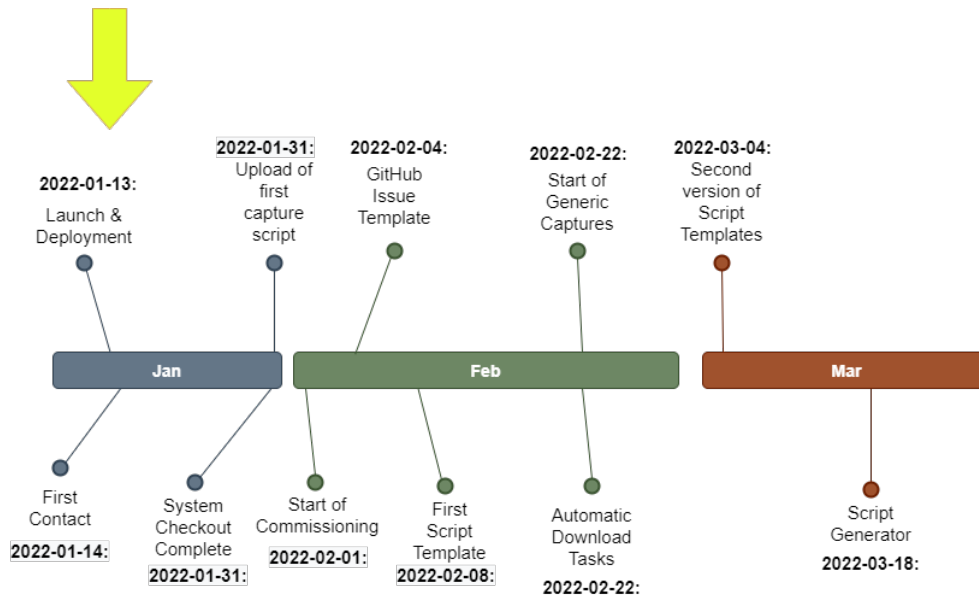 2022-01-13:
Launch &
Deployment
2022-01-31:
Upload of
first
capture
script
2022-02-04:
GitHub
Issue
Template
2022-02-22:
Start of
Generic
Captures
2022-03-04:
Second
version of
Script
Templates
Jan
Feb
Mar
First
Contact
2022-01-14:
System
Checkout
Complete
2022-01-31:
Start of
Commissioning
2022-02-01:
First
Script
Template
2022-02-08:
Automatic
Download
Tasks
2022-02-22:
Script
Generator
2022-03-18: